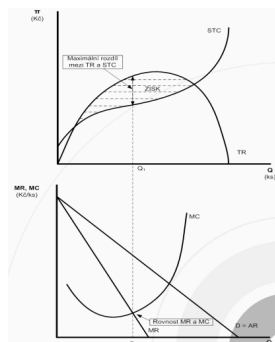 π
(Kč)
STC
Maximální rozdíl
mezi TR a STC
ZISK
Q₁
Q
(ks)
TR
MR, MC
(Kč/ks)
MC
Rovnost MR a MC
MR
D = AR